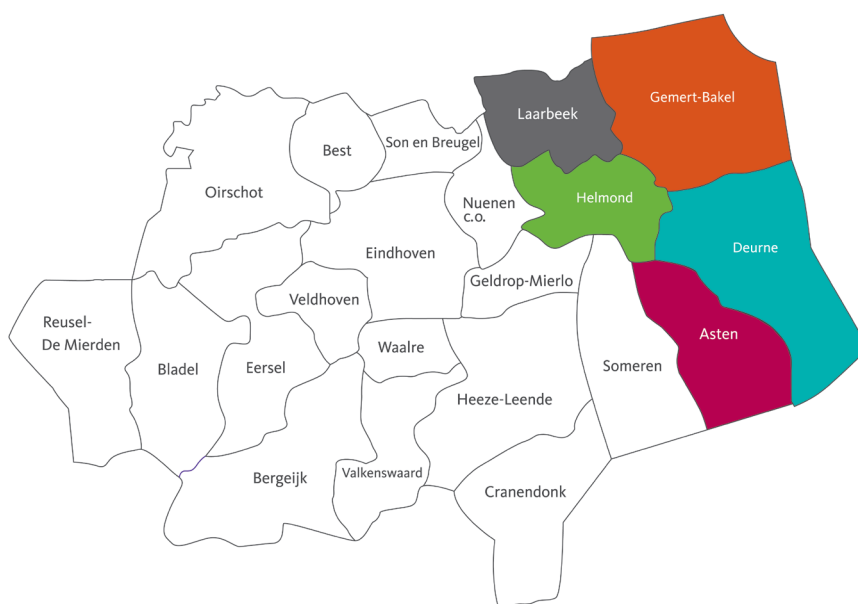 Gemert-Bakel
Laarbeek
Best
Son en Breugel
Oirschot
Helmond
Nuenen
c.o.
Eindhoven
Deurne
Geldrop-Mierlo
Veldhoven
Reusel-
De Mierden
Asten
Waalre
Bladel
Eersel
Someren
Heeze-Leende
Valkenswaard
Bergeijk
Cranendonk